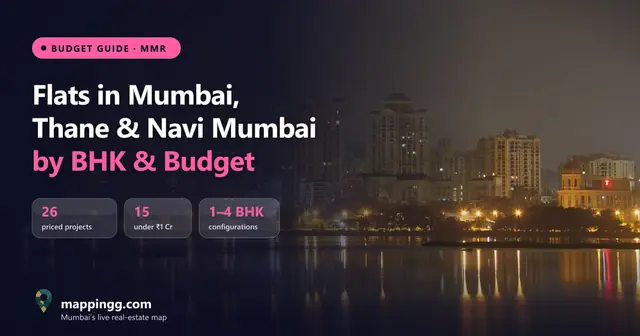 BUDGET GUIDE · MMR
Flats in Mumbai,
Thane & Navi Mumbai
by BHK & Budget
26
priced projects
15
under ₹1 Cr
1–4 BHK
configurations
mappingg.com
Mumbai's live real-estate map